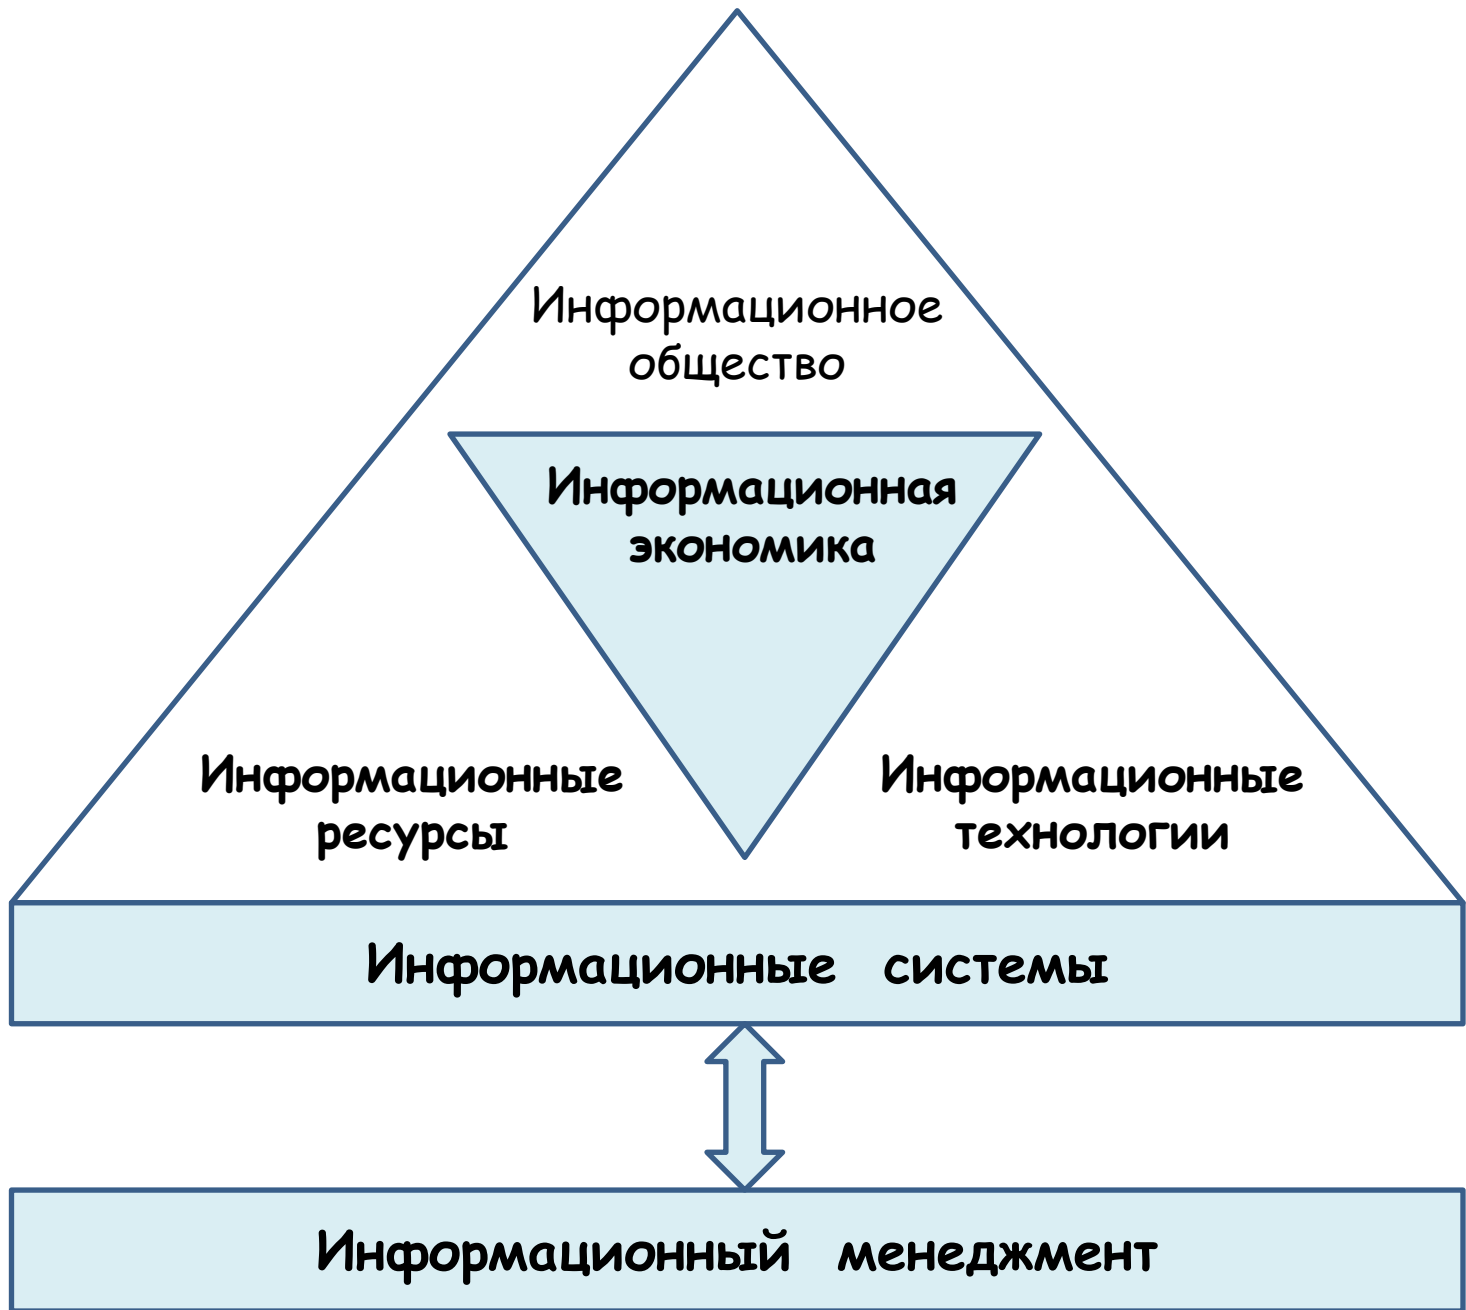 Информационное
общество
Информационная
экономика
Информационные
ресурсы
Информационные
технологии
Информационные системы
Информационный менеджмент